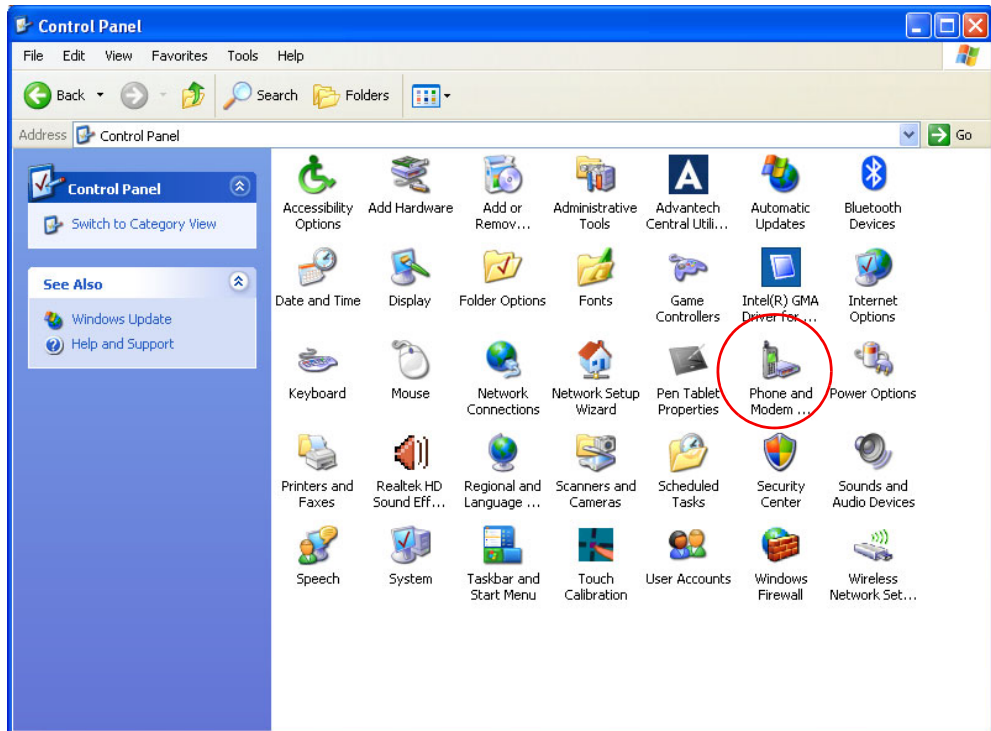 Control Panel
File Edit View Favorites Tools Help
Back Search Folders
Address Control Panel Go
Control Panel
Switch to Category View
See Also
Windows Update
Help and Support
Accessibility Options
Add Hardware
Add or Remov...
Administrative Tools
Advantech Central Utili...
Automatic Updates
Bluetooth Devices
Date and Time
Display
Folder Options
Fonts
Game Controllers
Intel(R) GMA Driver for ...
Internet Options
Keyboard
Mouse
Network Connections
Network Setup Wizard
Pen Tablet Properties
Phone and Modem ...
Power Options
Printers and Faxes
Realtek HD Sound Eff...
Regional and Language ...
Scanners and Cameras
Scheduled Tasks
Security Center
Sounds and Audio Devices
Speech
System
Taskbar and Start Menu
Touch Calibration
User Accounts
Windows Firewall
Wireless Network Set...